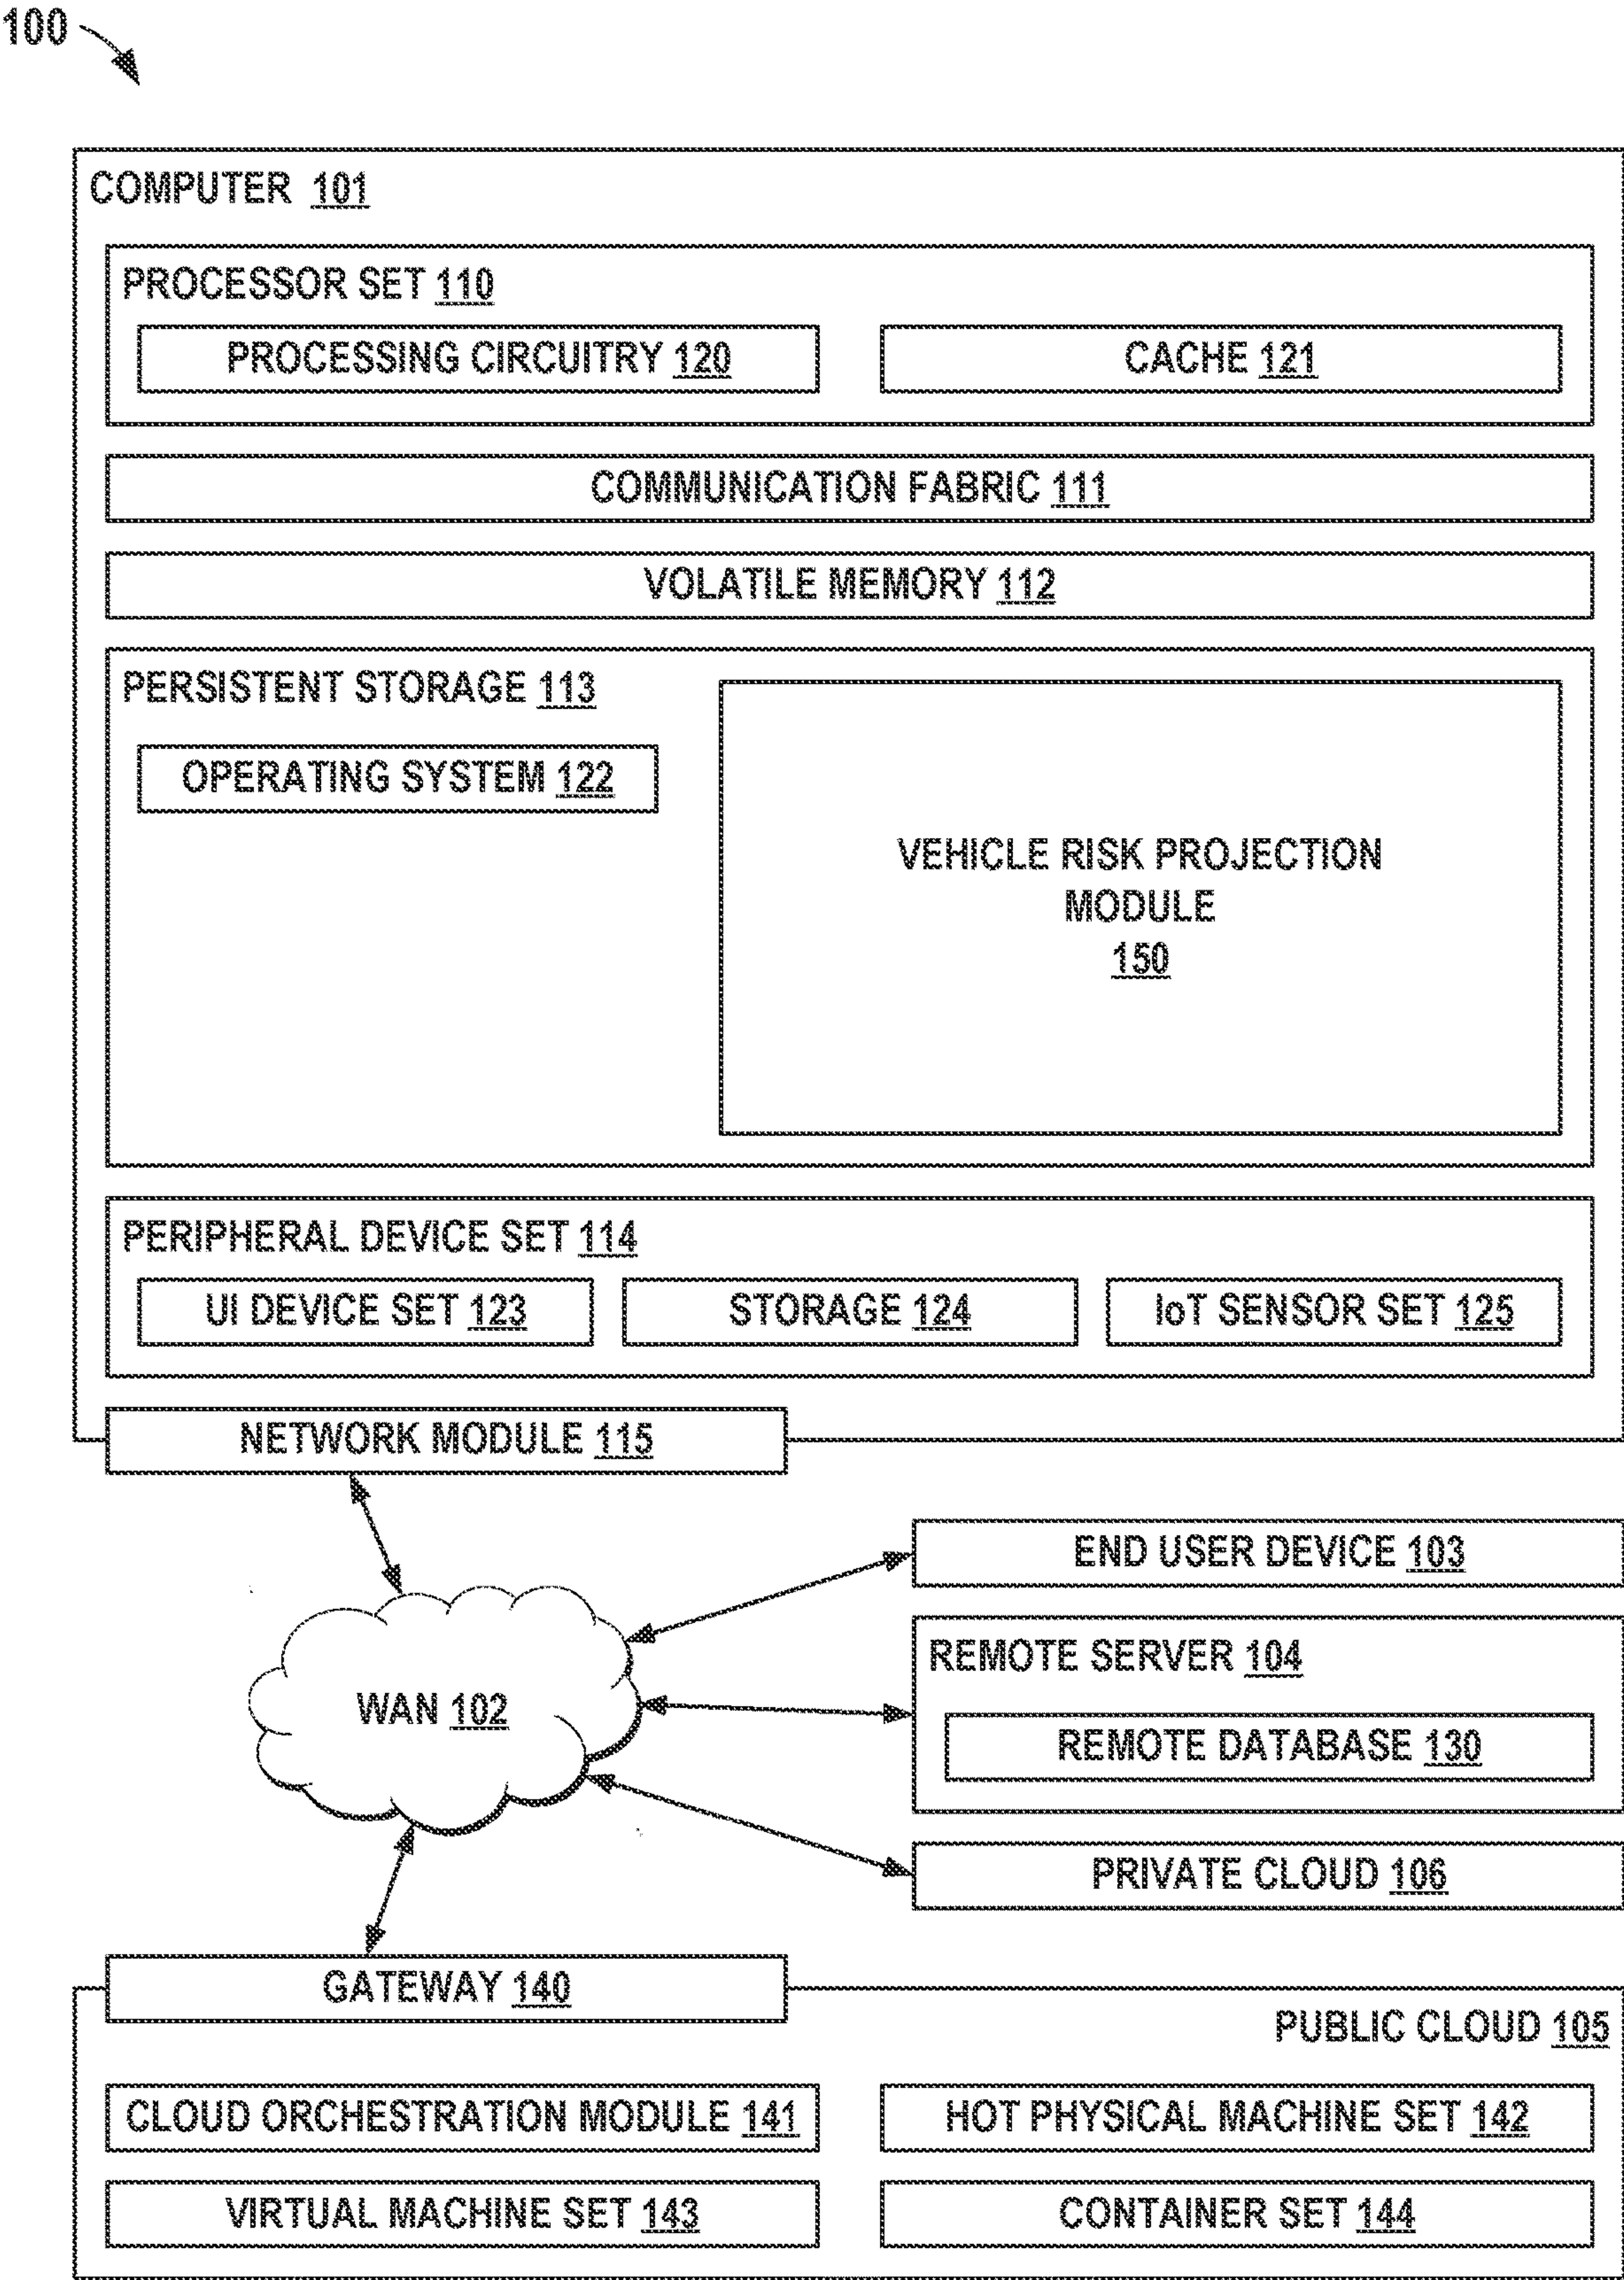 100
COMPUTER 101
PROCESSOR SET 110
PROCESSING CIRCUITRY 120
CACHE 121
COMMUNICATION FABRIC 111
VOLATILE MEMORY 112
PERSISTENT STORAGE 113
OPERATING SYSTEM 122
VEHICLE RISK PROJECTION
MODULE
150
PERIPHERAL DEVICE SET 114
UI DEVICE SET 123
STORAGE 124
IoT SENSOR SET 125
NETWORK MODULE 115
END USER DEVICE 103
REMOTE SERVER 104
WAN 102
REMOTE DATABASE 130
PRIVATE CLOUD 106
GATEWAY 140
PUBLIC CLOUD 105
CLOUD ORCHESTRATION MODULE 141
HOT PHYSICAL MACHINE SET 142
VIRTUAL MACHINE SET 143
CONTAINER SET 144